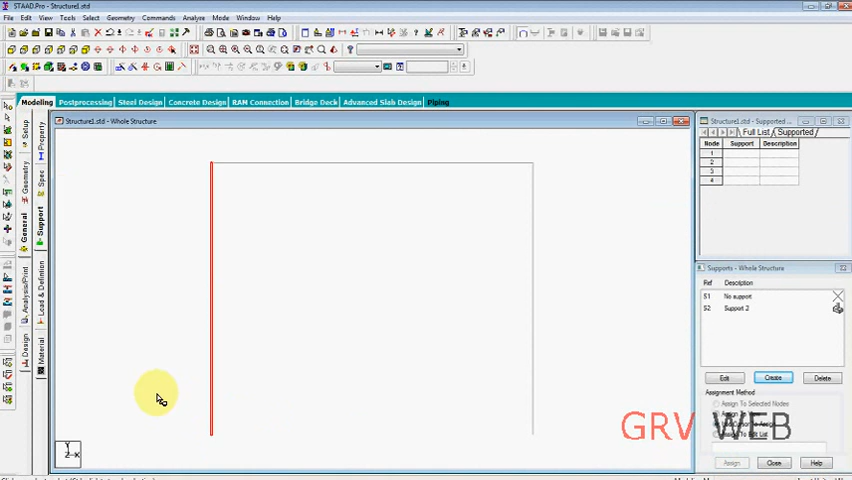 STAAD.Pro - Structure1.std
File Edit View Tools Select Geometry Commands Analyze Mode Window Help
Modeling Postprocessing Steel Design Concrete Design RAM Connection Bridge Deck Advanced Slab Design Piping
Structure1.std - Whole Structure
Setup
Geometry
General
Analysis/Print
Design
Property
Spec
Support
Load & Definition
Material
Y
Z X
Structure1.std - Supported ...
Full List Supported
Node Support Description
1
2
3
4
Supports - Whole Structure
Ref Description
S1 No support
S2 Support 2
Edit Create Delete
Assignment Method
Assign To Selected Nodes
Assign To Edit List
Assign Close Help
GRV WEB